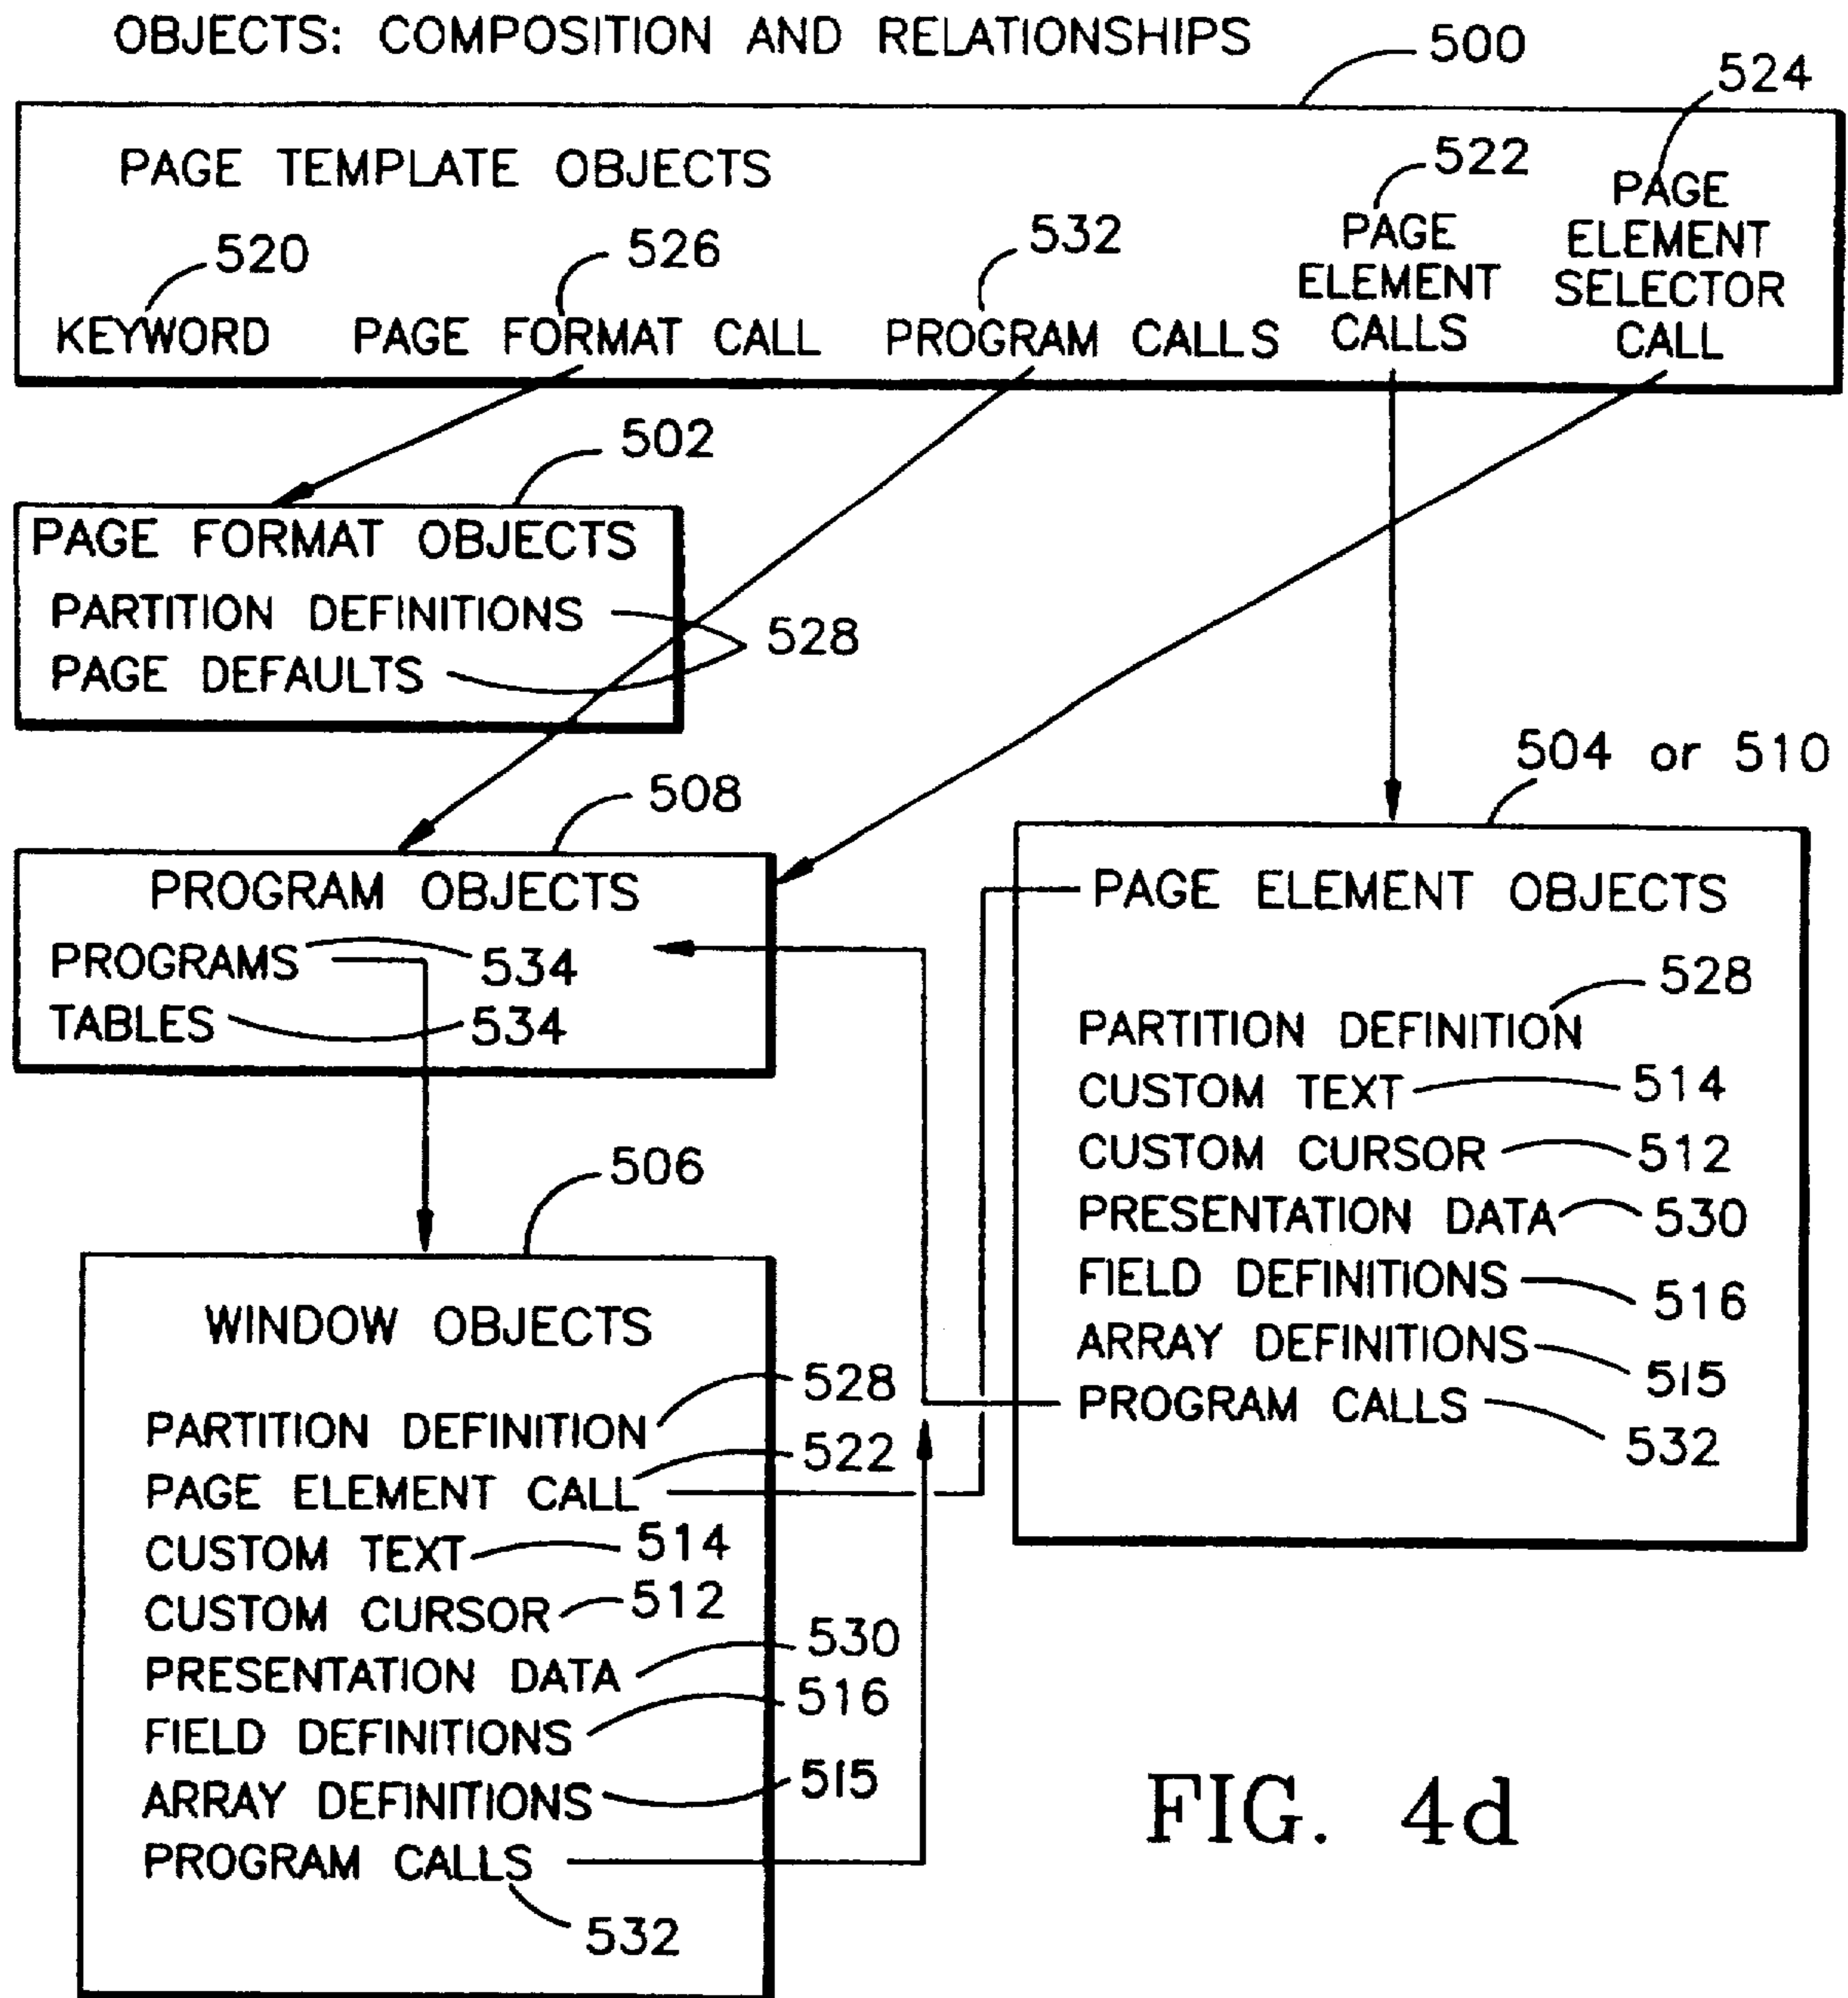 OBJECTS: COMPOSITION AND RELATIONSHIPS
500
524
PAGE TEMPLATE OBJECTS
522
520
526
532
KEYWORD
PAGE FORMAT CALL
PROGRAM CALLS
PAGE
ELEMENT
CALLS
PAGE
ELEMENT
SELECTOR
CALL
502
PAGE FORMAT OBJECTS
PARTITION DEFINITIONS
PAGE DEFAULTS
528
508
PROGRAM OBJECTS
PROGRAMS 534
TABLES 534
504 or 510
PAGE ELEMENT OBJECTS
528
PARTITION DEFINITION
CUSTOM TEXT 514
CUSTOM CURSOR 512
PRESENTATION DATA 530
FIELD DEFINITIONS 516
ARRAY DEFINITIONS 515
PROGRAM CALLS 532
506
WINDOW OBJECTS
PARTITION DEFINITION 528
PAGE ELEMENT CALL 522
CUSTOM TEXT 514
CUSTOM CURSOR 512
PRESENTATION DATA 530
FIELD DEFINITIONS 516
ARRAY DEFINITIONS 515
PROGRAM CALLS
532
FIG. 4d